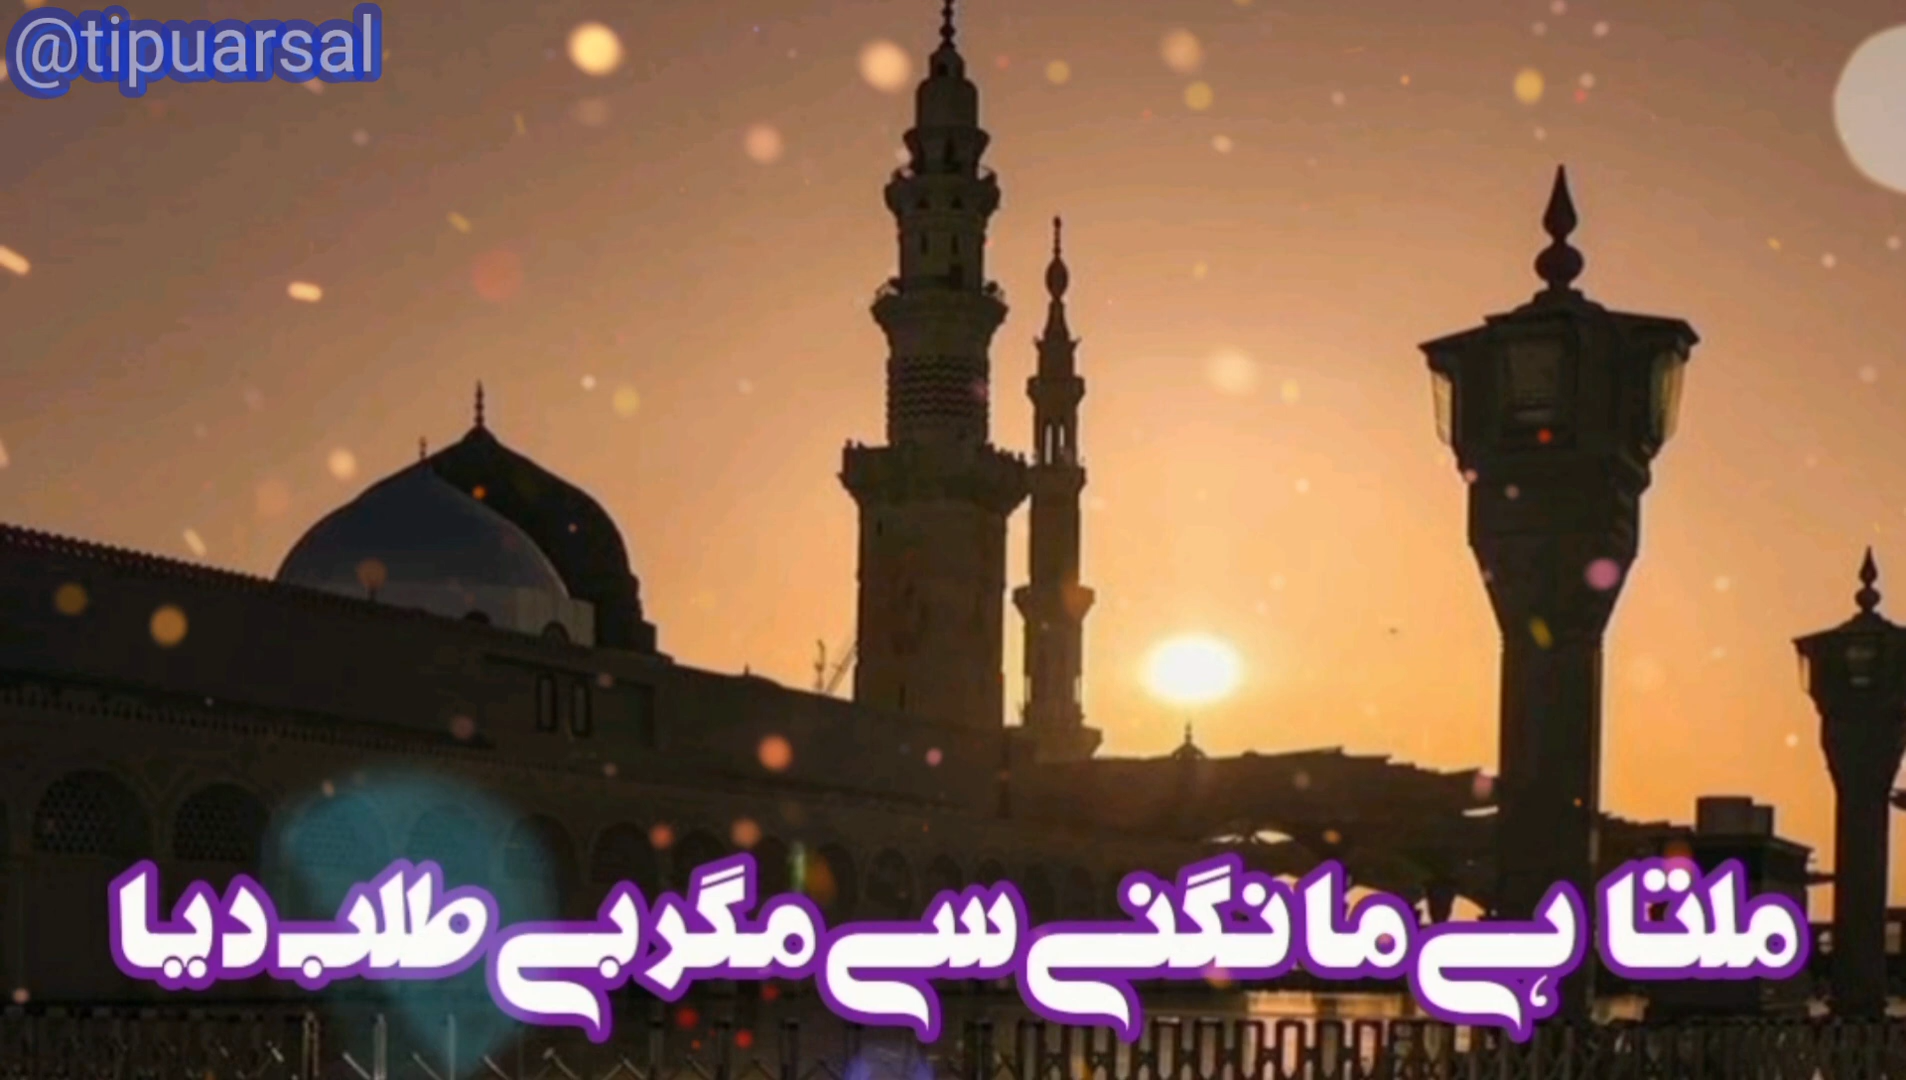 @tipuarsal
ملتا ہے مانگنے سے مگر بے طلب دیا